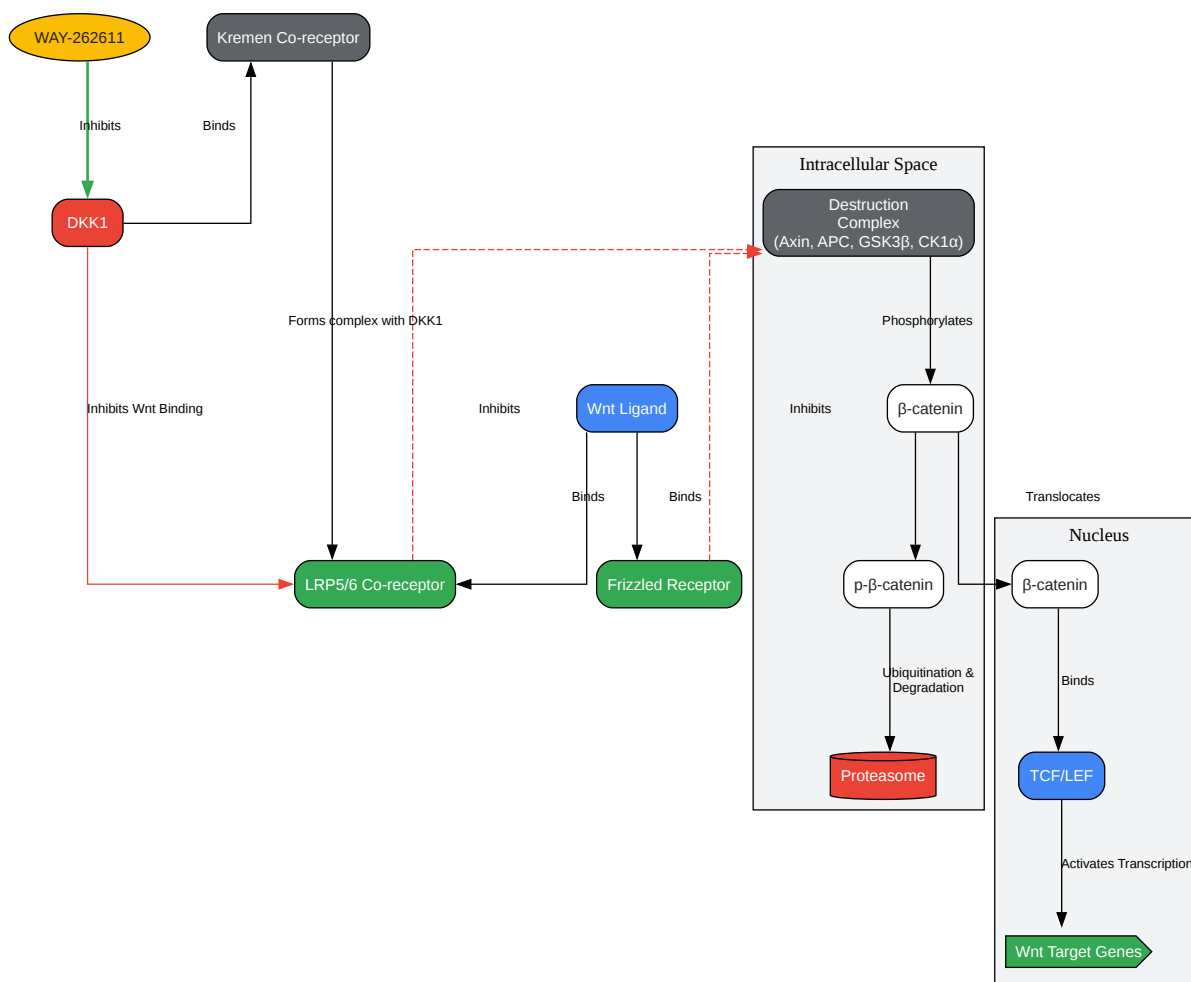 WAY-262611
Kremen Co-receptor
Inhibits
Binds
Intracellular Space
Destruction
Complex
(Axin, APC, GSK3β, CK1α)
DKK1
Forms complex with DKK1
Phosphorylates
Inhibits Wnt Binding
Inhibits
Wnt Ligand
Inhibits
β-catenin
Binds
Binds
Translocates
Nucleus
LRP5/6 Co-receptor
Frizzled Receptor
p-β-catenin
β-catenin
Ubiquitination &
Degradation
Binds
Proteasome
TCF/LEF
Activates Transcription
Wnt Target Genes